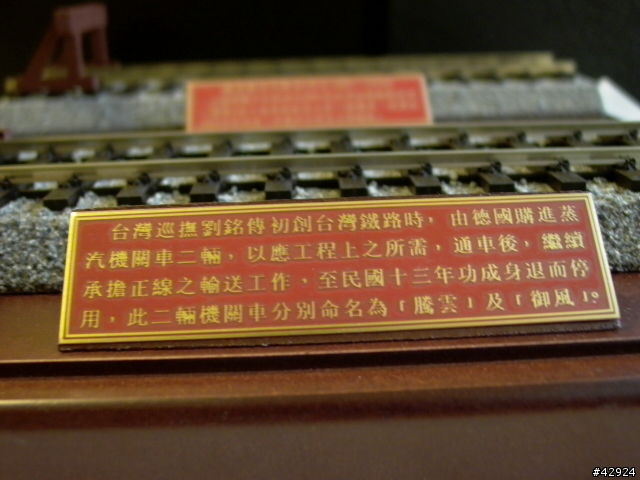 台灣巡撫劉銘傳初創台灣鐵路時，由德國購進蒸
汽機關車二輛，以應工程上之所需，通車後，繼續
承擔正線之輸送工作，至民國十三年功成身退而停
用，此二輛機關車分別命名為「騰雲」及「御風」。
#42924